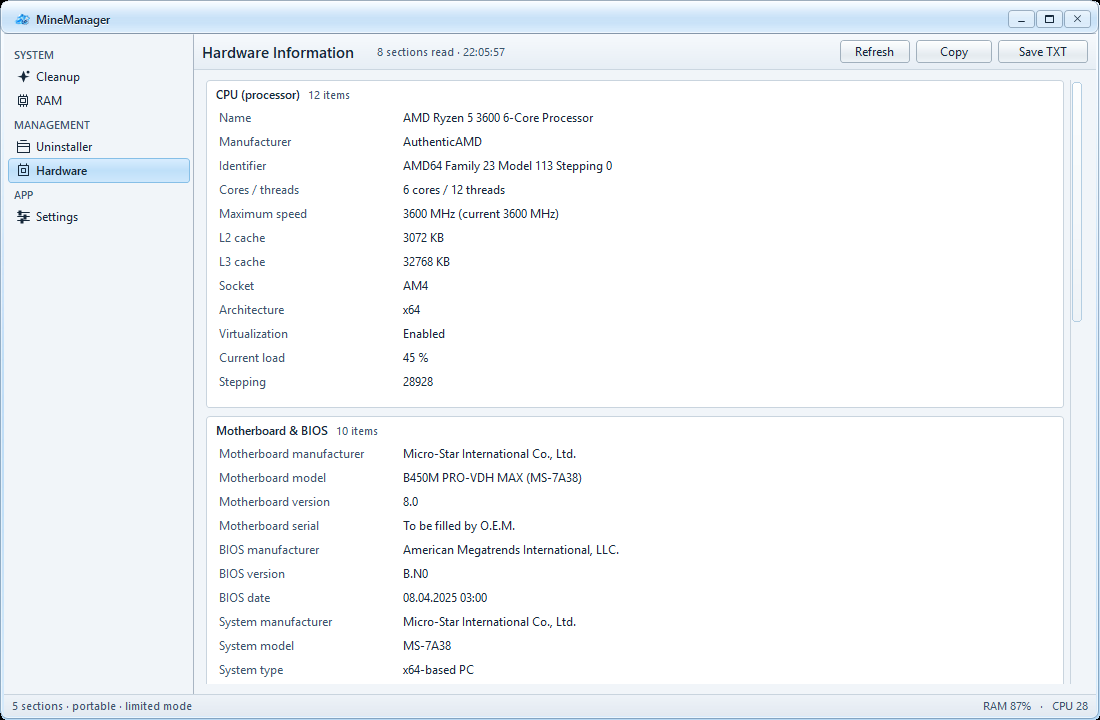 MineManager
SYSTEM
Cleanup
RAM
MANAGEMENT
Uninstaller
Hardware
APP
Settings
Hardware Information 8 sections read · 22:05:57 Refresh Copy Save TXT
CPU (processor) 12 items
Name AMD Ryzen 5 3600 6-Core Processor
Manufacturer AuthenticAMD
Identifier AMD64 Family 23 Model 113 Stepping 0
Cores / threads 6 cores / 12 threads
Maximum speed 3600 MHz (current 3600 MHz)
L2 cache 3072 KB
L3 cache 32768 KB
Socket AM4
Architecture x64
Virtualization Enabled
Current load 45 %
Stepping 28928
Motherboard & BIOS 10 items
Motherboard manufacturer Micro-Star International Co., Ltd.
Motherboard model B450M PRO-VDH MAX (MS-7A38)
Motherboard version 8.0
Motherboard serial To be filled by O.E.M.
BIOS manufacturer American Megatrends International, LLC.
BIOS version B.N0
BIOS date 08.04.2025 03:00
System manufacturer Micro-Star International Co., Ltd.
System model MS-7A38
System type x64-based PC
5 sections · portable · limited mode RAM 87% · CPU 28